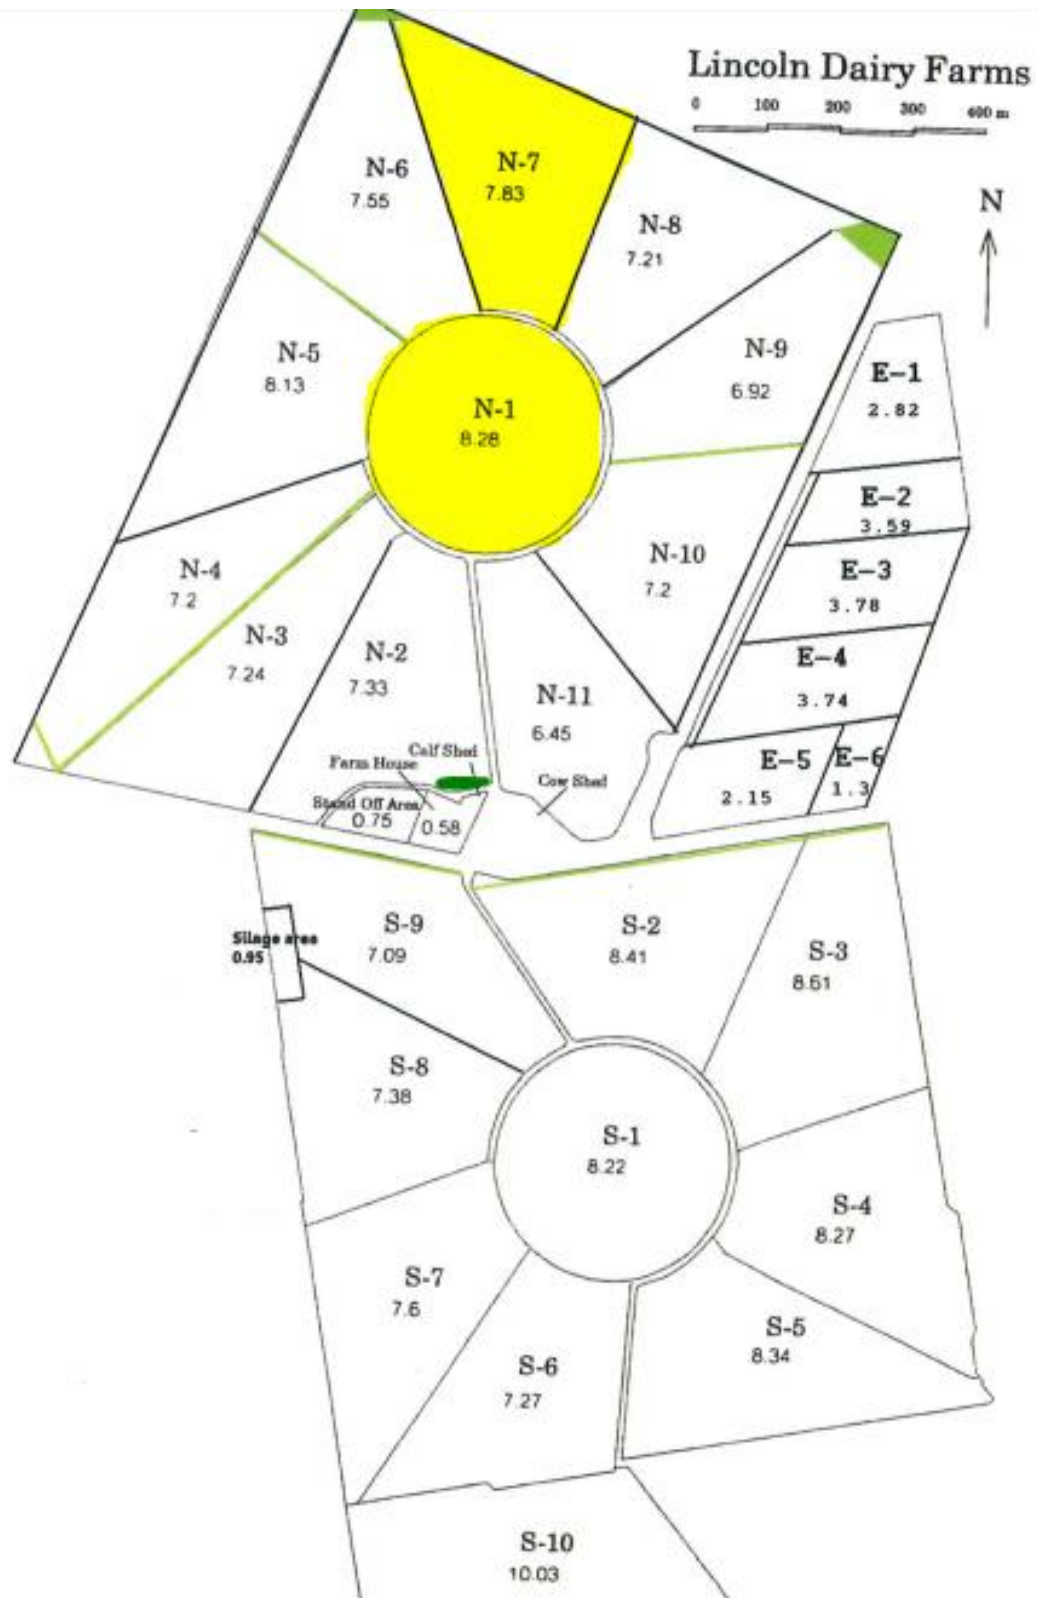 Lincoln Dairy Farms
0 100 200 300 400 m
N
N-7
7.83
N-6
7.55
N-8
7.21
N-5
8.13
N-9
6.92
N-1
8.28
E-1
2.82
E-2
3.59
E-3
3.78
E-4
3.74
E-5
2.15
E-6
1.3
N-4
7.2
N-3
7.24
N-2
7.33
N-10
7.2
N-11
6.45
Calf Shed
Farm House
Cow Shed
Stand Off Area
0.75
0.58
S-9
7.09
S-2
8.41
S-3
8.61
Silage area
0.95
S-8
7.38
S-1
8.22
S-4
8.27
S-7
7.6
S-5
8.34
S-6
7.27
S-10
10.03